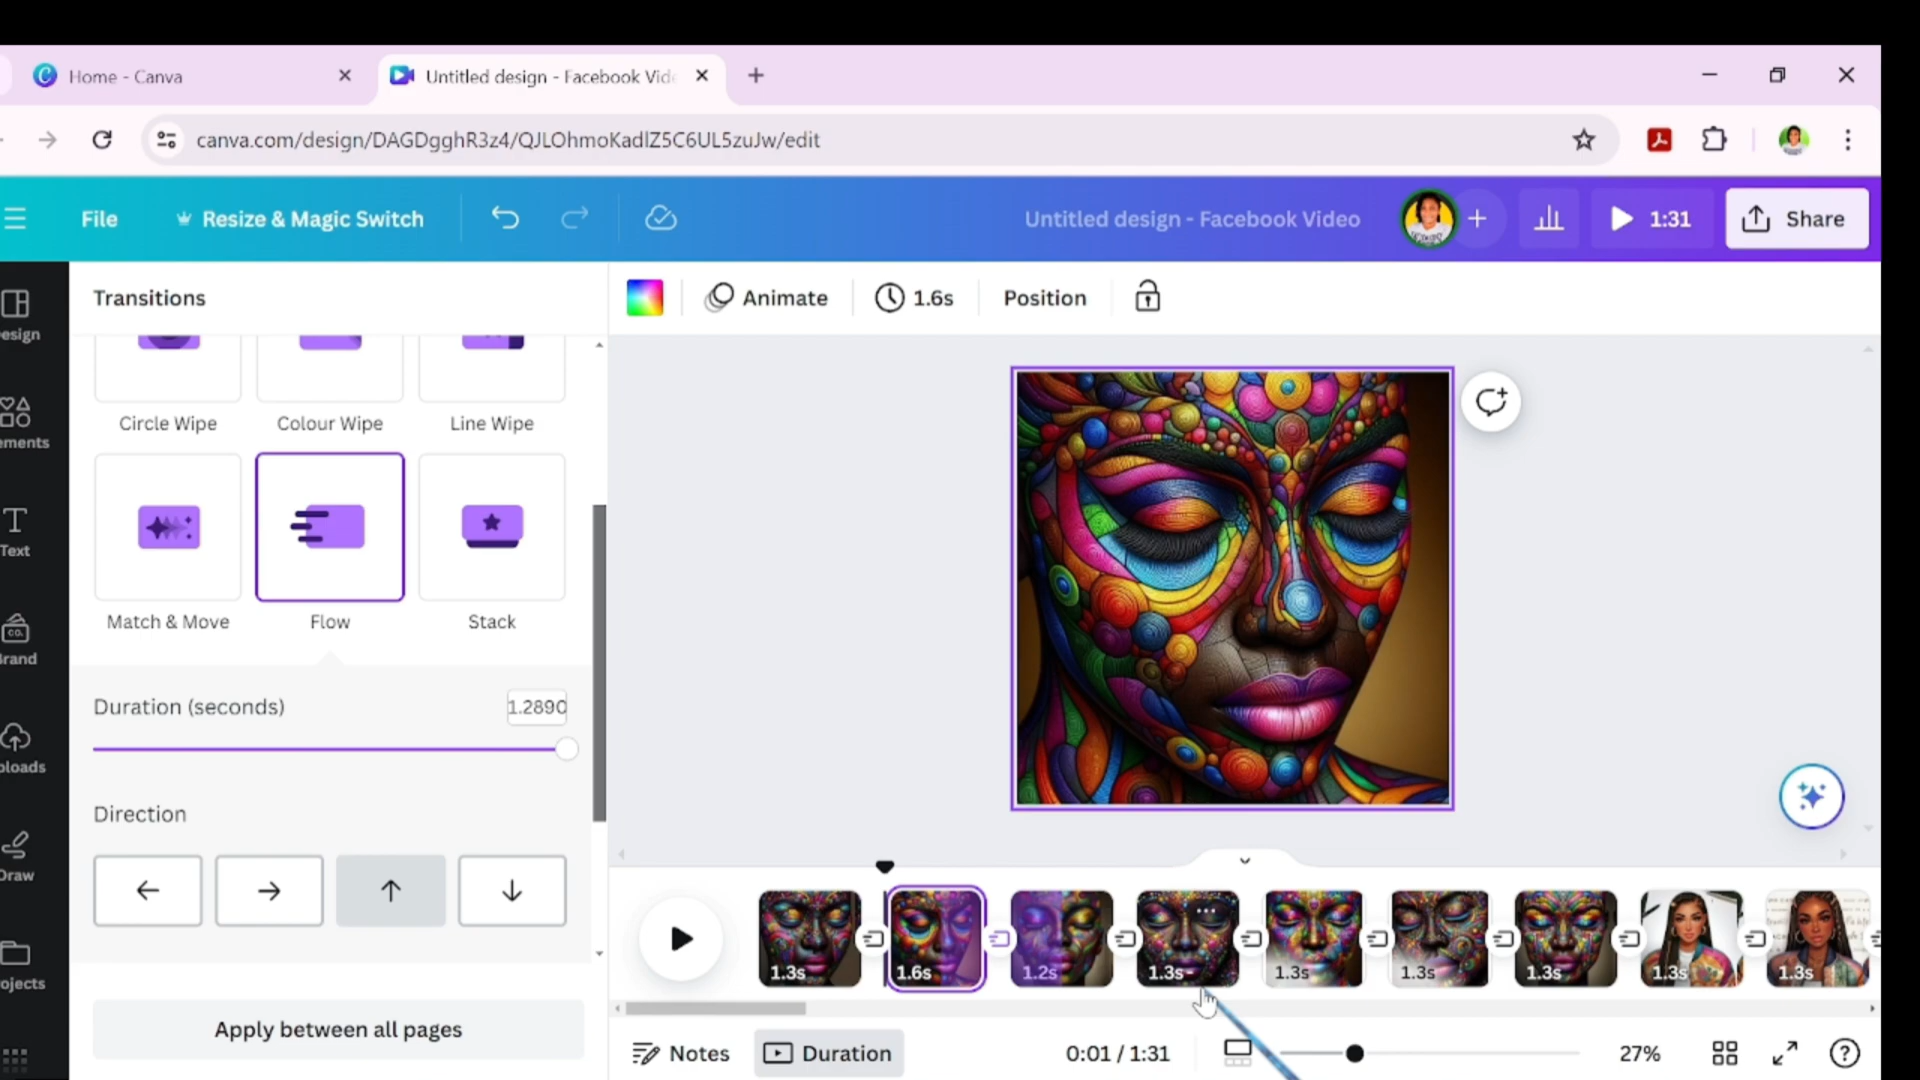 Home - Canva
Untitled design - Facebook Vid
canva.com/design/DAGDgghR3z4/QJLOhmoKadlZ5C6UL5zuJw/edit
File
Resize & Magic Switch
Untitled design - Facebook Video
1:31
Share
Transitions
Animate
1.6s
Position
esign
ements
Text
Brand
ploads
Draw
ojects
Circle Wipe
Colour Wipe
Line Wipe
Match & Move
Flow
Stack
Duration (seconds)
1.2890
Direction
Apply between all pages
1.3s
1.6s
1.2s
1.3s
1.3s
1.3s
1.3s
1.3s
1.3s
Notes
Duration
0:01 / 1:31
27%